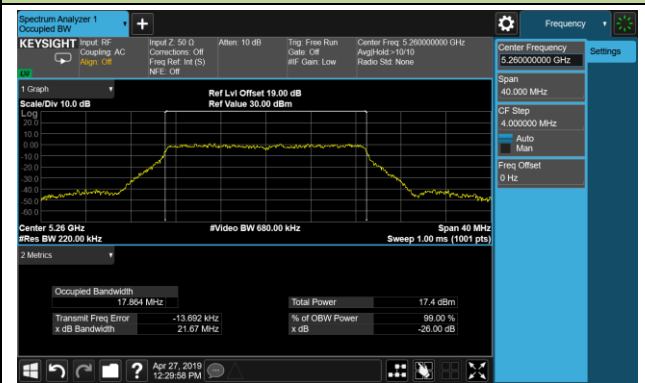 Spectrum Analyzer 1
Occupied BW
+
Frequency
KEYSIGHT
Input: RF
Coupling: AC
Align: Off
Input Z: 50 Ω
Corrections: Off
Freq Ref: Int (S)
NFE: Off
Atten: 10 dB
Trig: Free Run
Gate: Off
#IF Gain: Low
Center Freq: 5.260000000 GHz
Avg|Hold:>10/10
Radio Std: None
Center Frequency
5.260000000 GHz
Settings
Span
40.000 MHz
CF Step
4.000000 MHz
Auto
Man
Freq Offset
0 Hz
1 Graph
Scale/Div 10.0 dB
Ref Lvl Offset 19.00 dB
Ref Value 30.00 dBm
Log
20.0
10.0
0.00
-10.0
-20.0
-30.0
-40.0
-50.0
-60.0
Center 5.26 GHz
#Res BW 220.00 kHz
#Video BW 680.00 kHz
Span 40 MHz
Sweep 1.00 ms (1001 pts)
2 Metrics
Occupied Bandwidth
17.864 MHz
Total Power 17.4 dBm
Transmit Freq Error -13.692 kHz
% of OBW Power 99.00 %
x dB Bandwidth 21.67 MHz
x dB -26.00 dB
?
Apr 27, 2019
12:29:58 PM